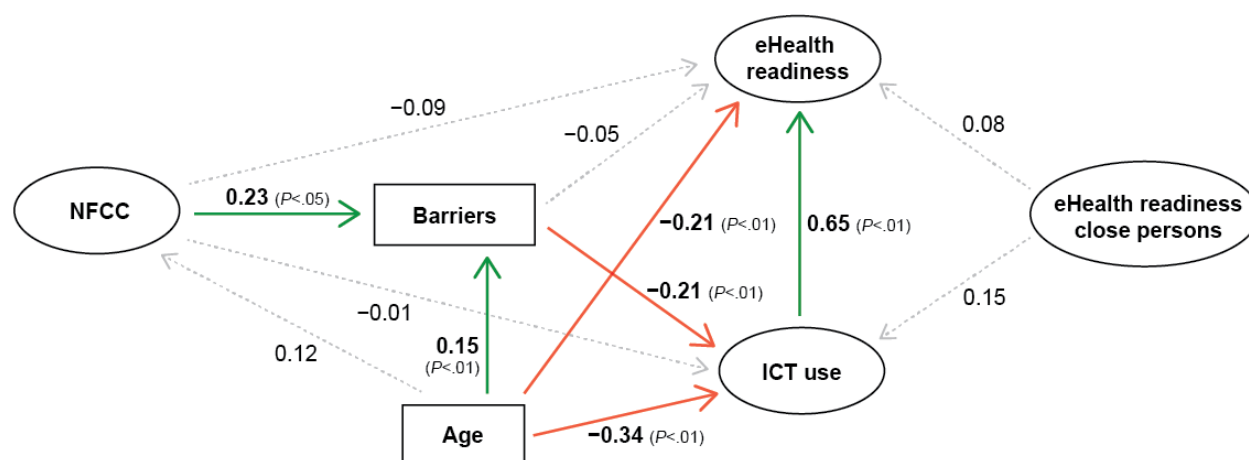 eHealth
readiness
−0.09
−0.05
0.08
NFCC
0.23 (P<.05)
Barriers
−0.21 (P<.01)
0.65 (P<.01)
eHealth readiness
close persons
−0.21 (P<.01)
−0.01
0.15
0.12
0.15
(P<.01)
ICT use
Age
−0.34 (P<.01)